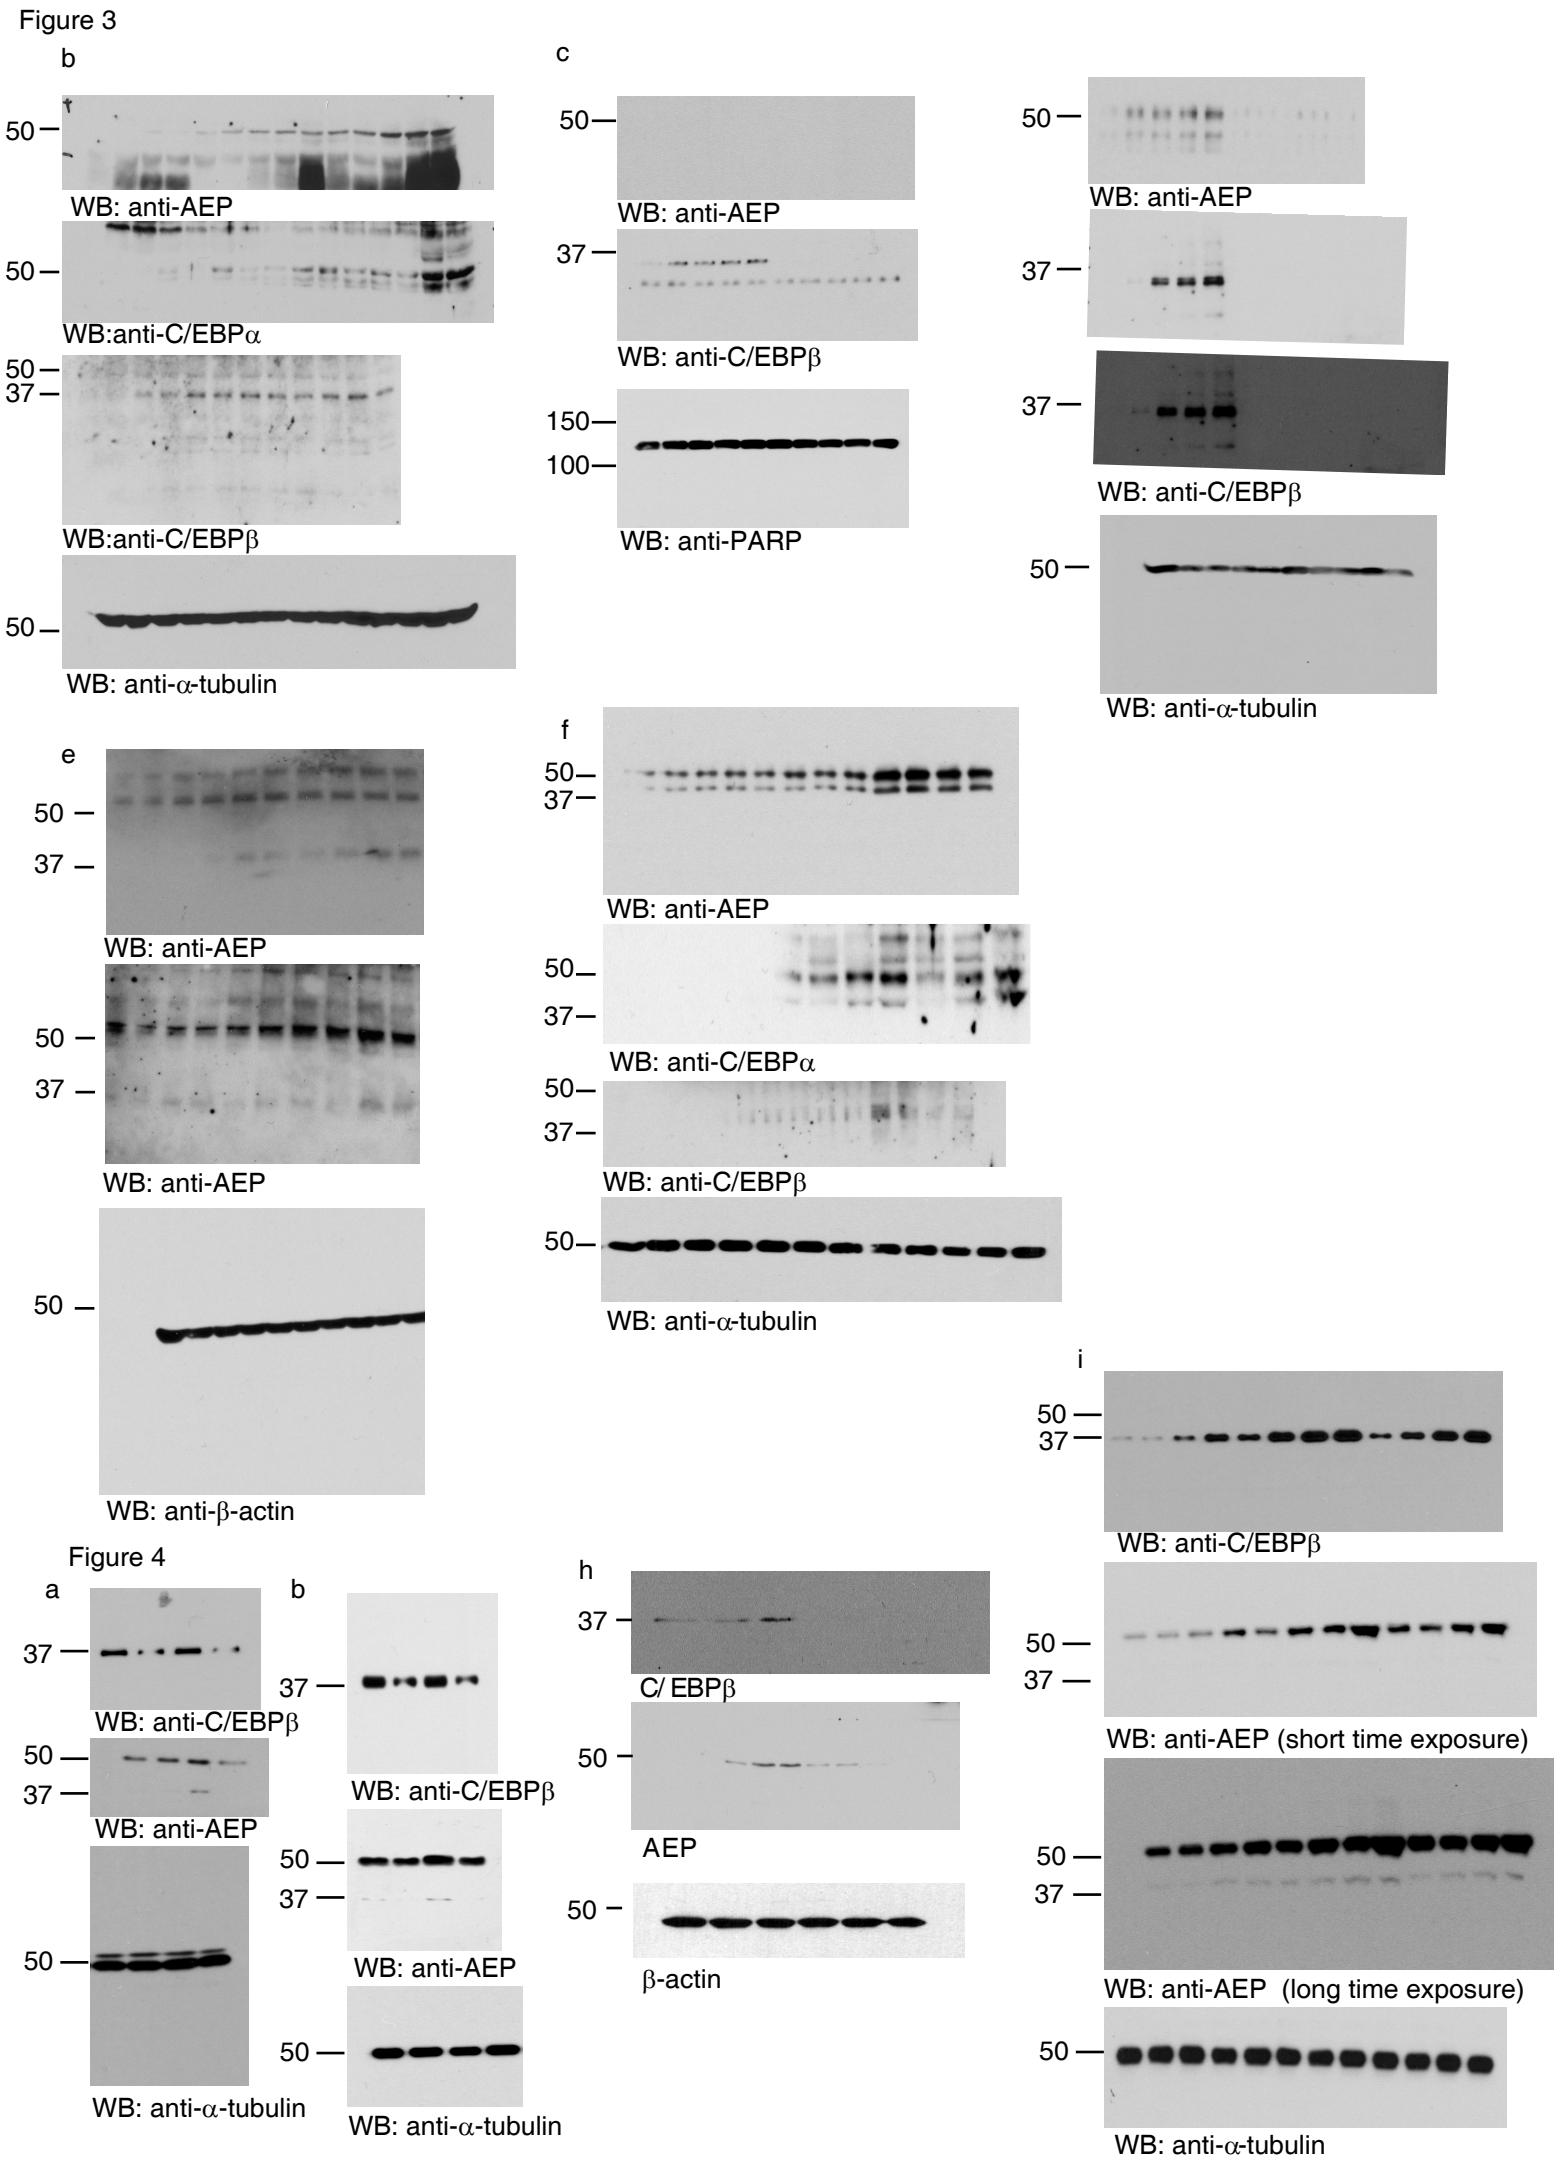 Figure 3
b
50
WB: anti-AEP
50
WB:anti-C/EBPα
50
37
WB:anti-C/EBPβ
50
WB: anti-α-tubulin
c
50
WB: anti-AEP
37
WB: anti-C/EBPβ
150
100
WB: anti-PARP
50
WB: anti-AEP
37
37
WB: anti-C/EBPβ
50
WB: anti-α-tubulin
e
50
37
WB: anti-AEP
50
37
WB: anti-AEP
50
WB: anti-β-actin
f
50
37
WB: anti-AEP
50
37
WB: anti-C/EBPα
50
37
WB: anti-C/EBPβ
50
WB: anti-α-tubulin
Figure 4
a
37
WB: anti-C/EBPβ
50
37
WB: anti-AEP
50
WB: anti-α-tubulin
b
37
WB: anti-C/EBPβ
50
37
WB: anti-AEP
50
WB: anti-α-tubulin
h
37
C/ EBPβ
50
AEP
50
β-actin
i
50
37
WB: anti-C/EBPβ
50
37
WB: anti-AEP (short time exposure)
50
37
WB: anti-AEP (long time exposure)
50
WB: anti-α-tubulin